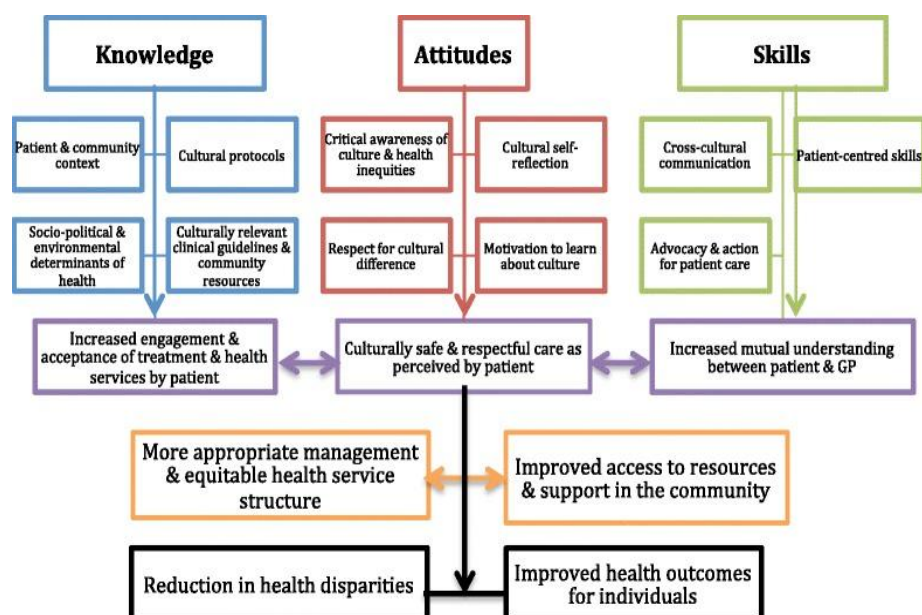 Knowledge
Attitudes
Skills
Patient & community
context
Cultural protocols
Critical awareness of
culture & health
inequities
Cultural self-
reflection
Cross-cultural
communication
Patient-centred skills
Socio-political &
environmental
determinants of
health
Culturally relevant
clinical guidelines &
community
resources
Respect for cultural
difference
Motivation to learn
about culture
Advocacy & action
for patient care
Increased engagement &
acceptance of treatment & health
services by patient
Culturally safe & respectful care as
perceived by patient
Increased mutual understanding
between patient & GP
More appropriate management
& equitable health service
structure
Improved access to resources
& support in the community
Reduction in health disparities
Improved health outcomes
for individuals